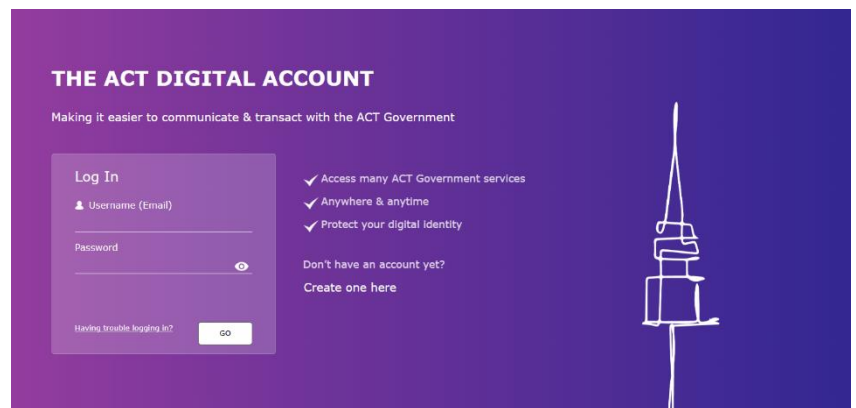 THE ACT DIGITAL ACCOUNT
Making it easier to communicate & transact with the ACT Government
Log In
Username (Email)
Password
Having trouble logging in?
GO
Access many ACT Government services
Anywhere & anytime
Protect your digital identity
Don't have an account yet?
Create one here